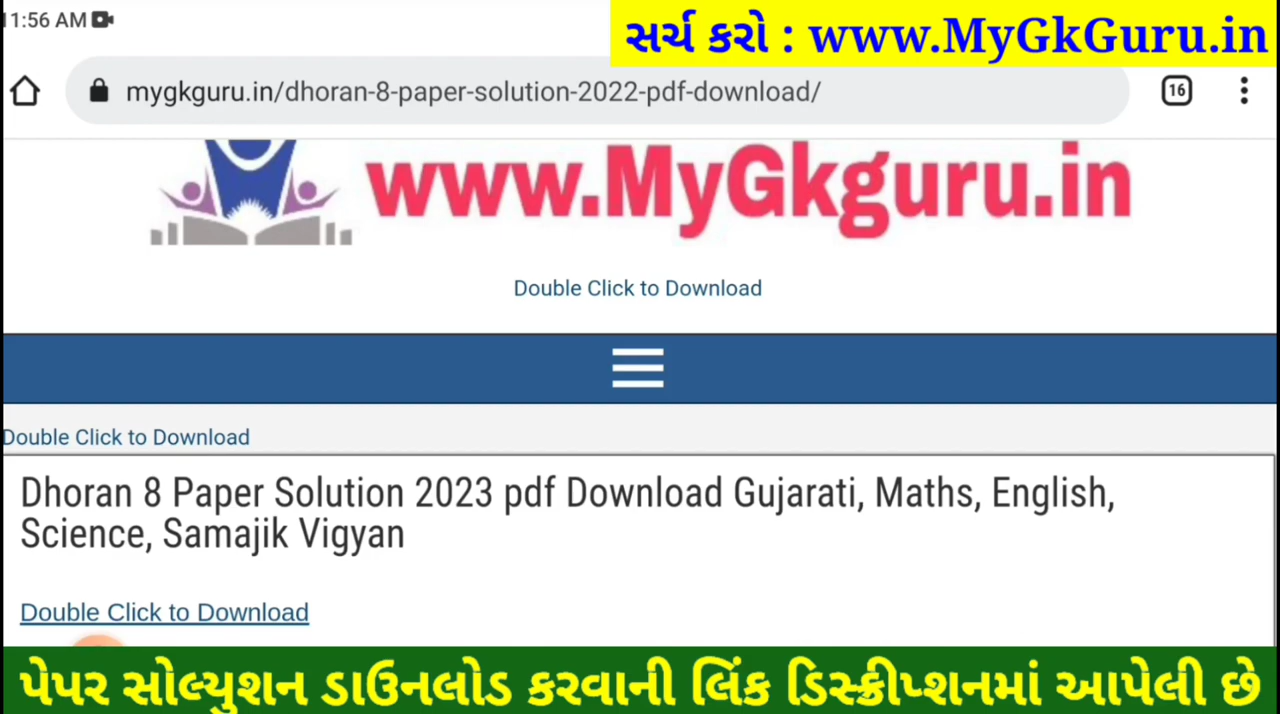 1:56 AM
સર્ચ કરો : www.MyGkGuru.in
mygkguru.in/dhoran-8-paper-solution-2022-pdf-download/
16
www.MyGkguru.in
Double Click to Download
Double Click to Download
Dhoran 8 Paper Solution 2023 pdf Download Gujarati, Maths, English,
Science, Samajik Vigyan
Double Click to Download
પેપર સોલ્યુશન ડાઉનલોડ કરવાની લિંક ડિસ્ક્રીપ્શનમાં આપેલી છે